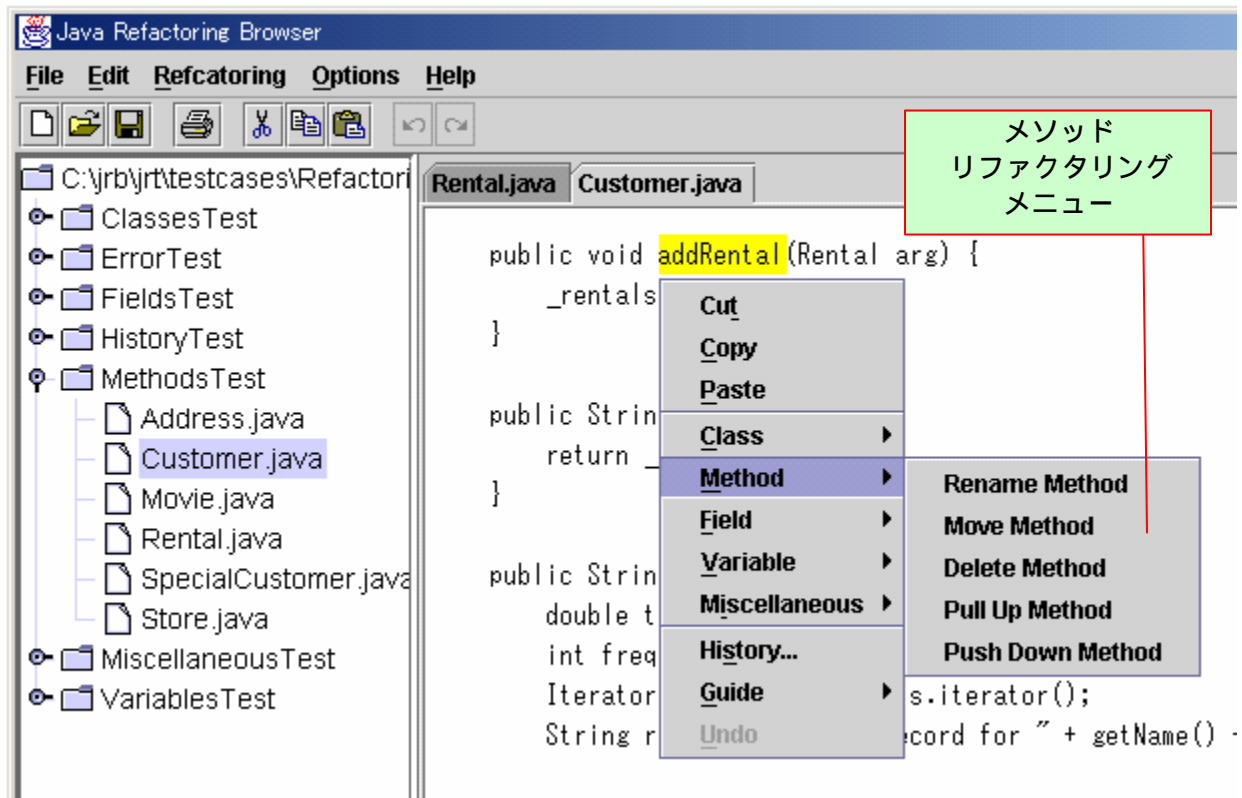 Java Refactoring Browser
File Edit Refcatoring Options Help
メソッド
リファクタリング
メニュー
C:\jrb\jrt\testcases\Refactori
ClassesTest
ErrorTest
FieldsTest
HistoryTest
MethodsTest
Address.java
Customer.java
Movie.java
Rental.java
SpecialCustomer.java
Store.java
MiscellaneousTest
VariablesTest
Rental.java Customer.java
public void addRental(Rental arg) {
_rentals
}
public Strin
return _
}
public Strin
double t
int freq
Iterator s.iterator();
String r ecord for " + getName()
Cut
Copy
Paste
Class
Method
Field
Variable
Miscellaneous
History...
Guide
Undo
Rename Method
Move Method
Delete Method
Pull Up Method
Push Down Method